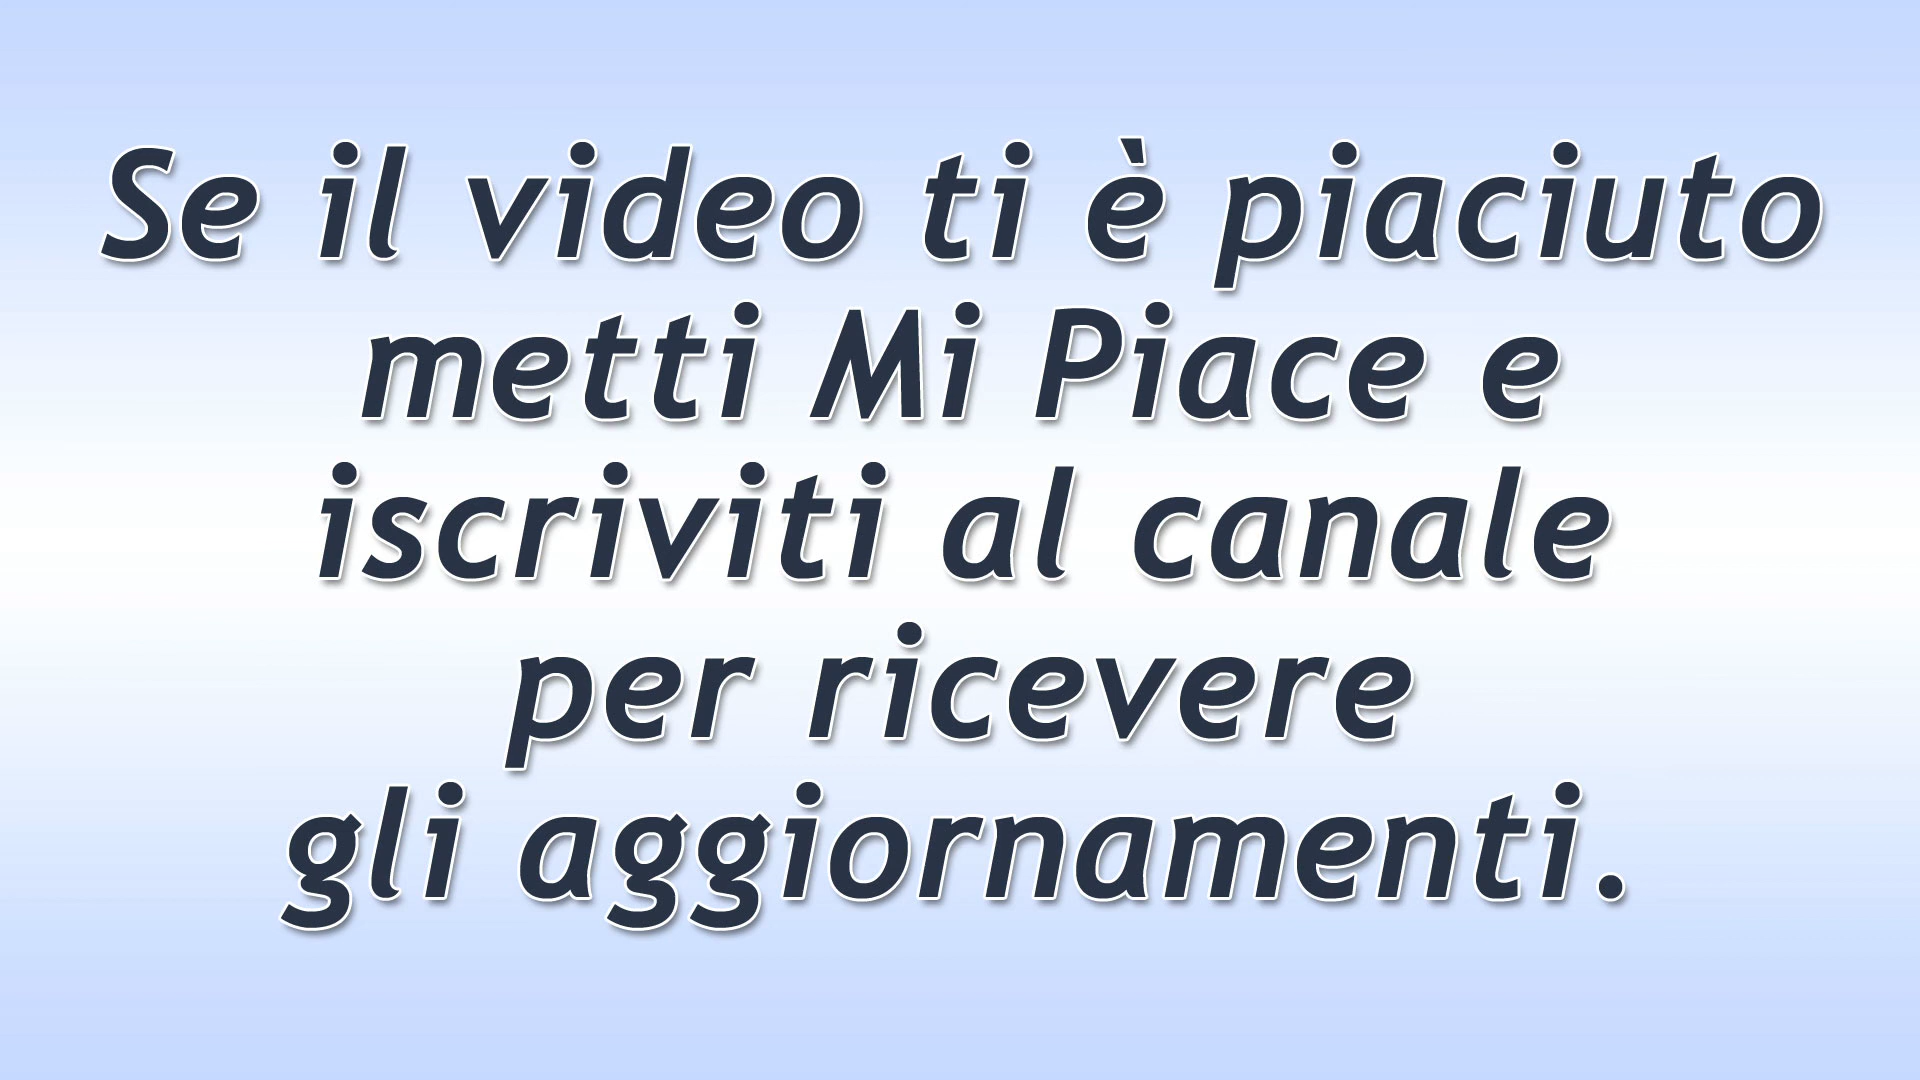 Se il video ti è piaciuto
metti Mi Piace e
iscriviti al canale
per ricevere
gli aggiornamenti.